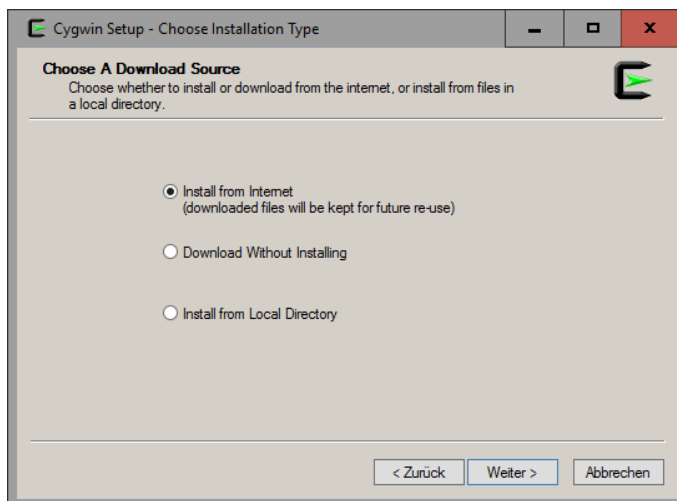 Cygwin Setup - Choose Installation Type
Choose A Download Source
Choose whether to install or download from the internet, or install from files in
a local directory.
Install from Internet
(downloaded files will be kept for future re-use)
Download Without Installing
Install from Local Directory
< Zurück Weiter > Abbrechen